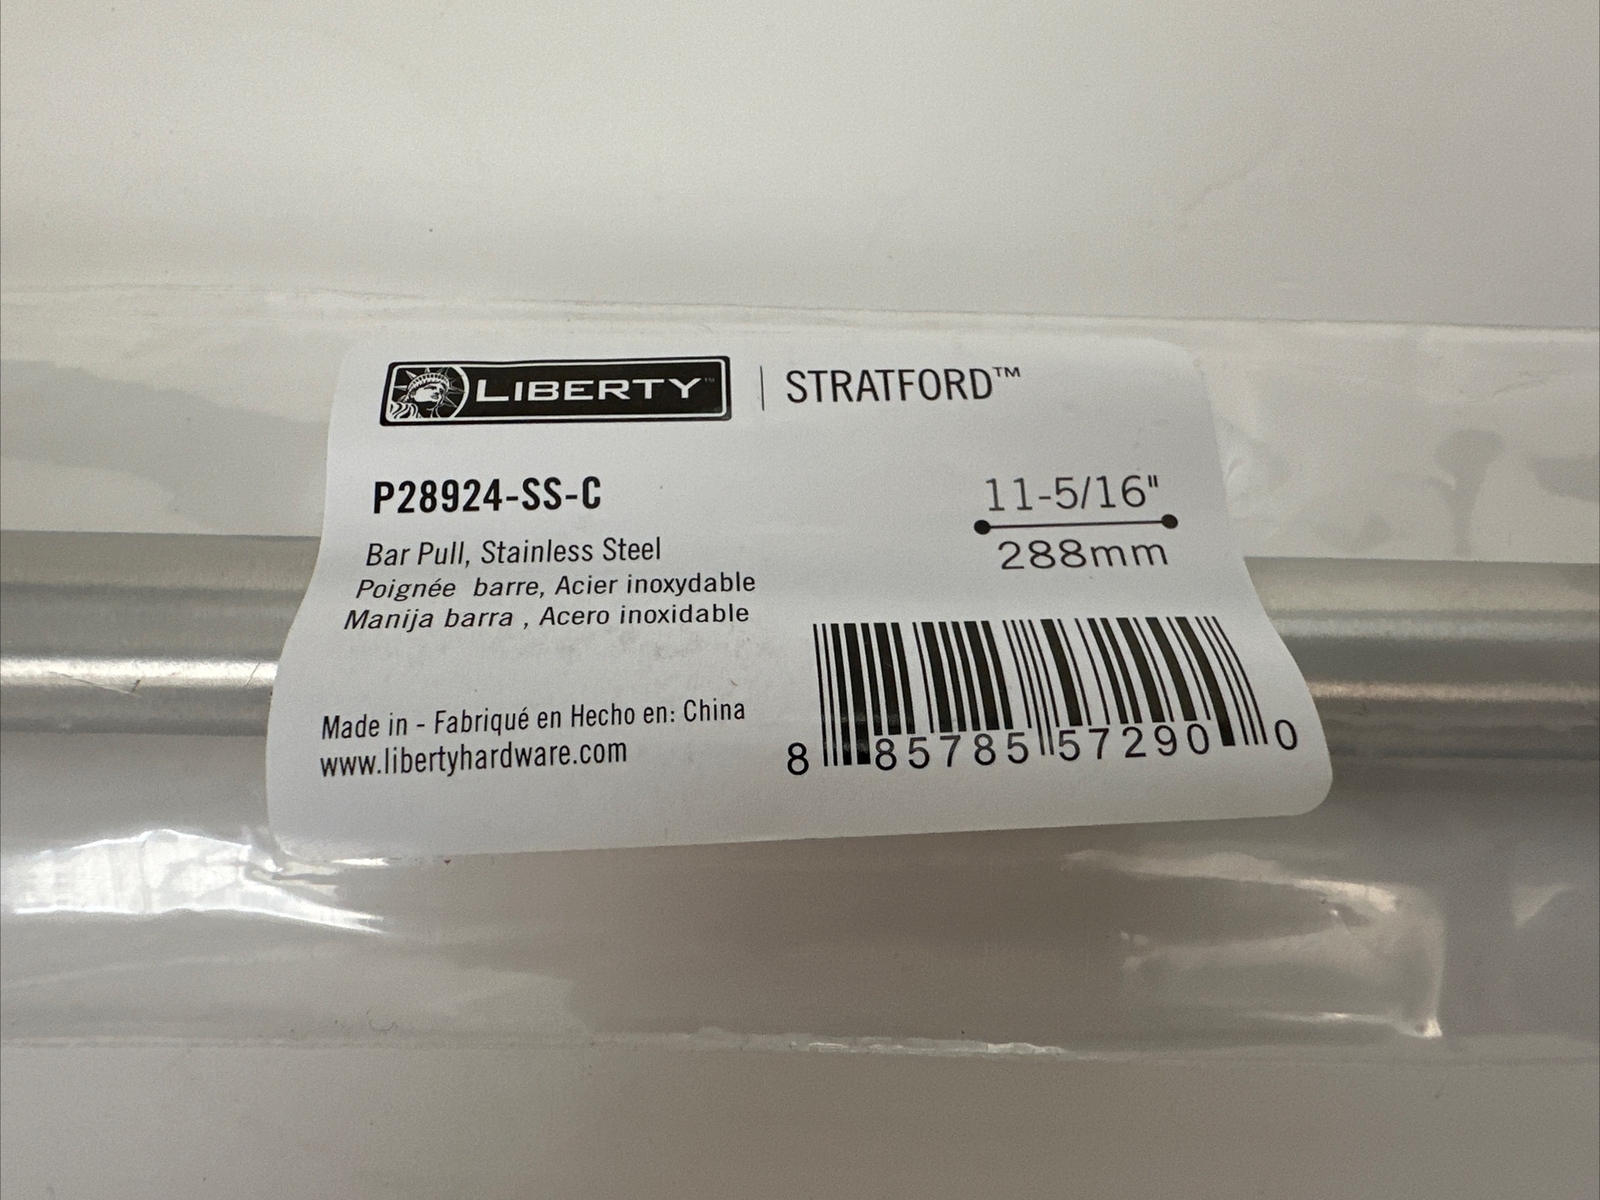 LIBERTY™ | STRATFORD™
P28924-SS-C
11-5/16"
288mm
Bar Pull, Stainless Steel
Poignée barre, Acier inoxydable
Manija barra , Acero inoxidable
Made in - Fabriqué en Hecho en: China
www.libertyhardware.com
8 85785 57290 0